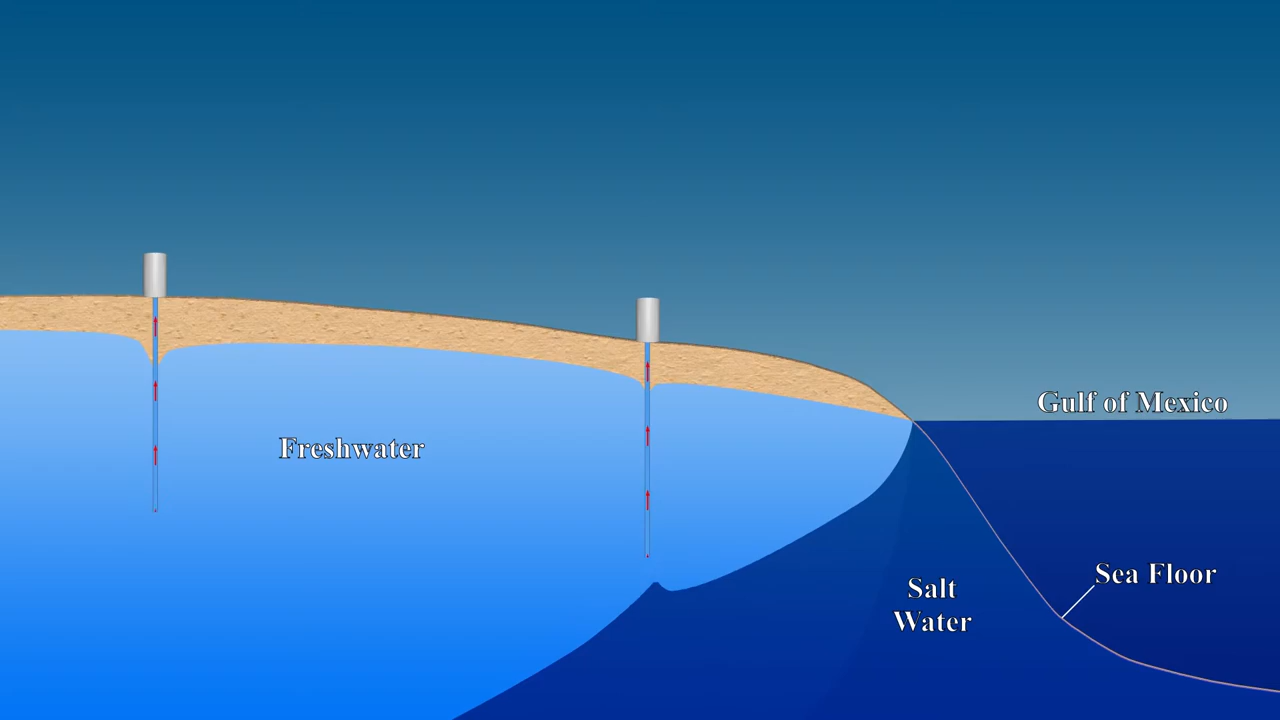 Gulf of Mexico
Freshwater
Sea Floor
Salt
Water